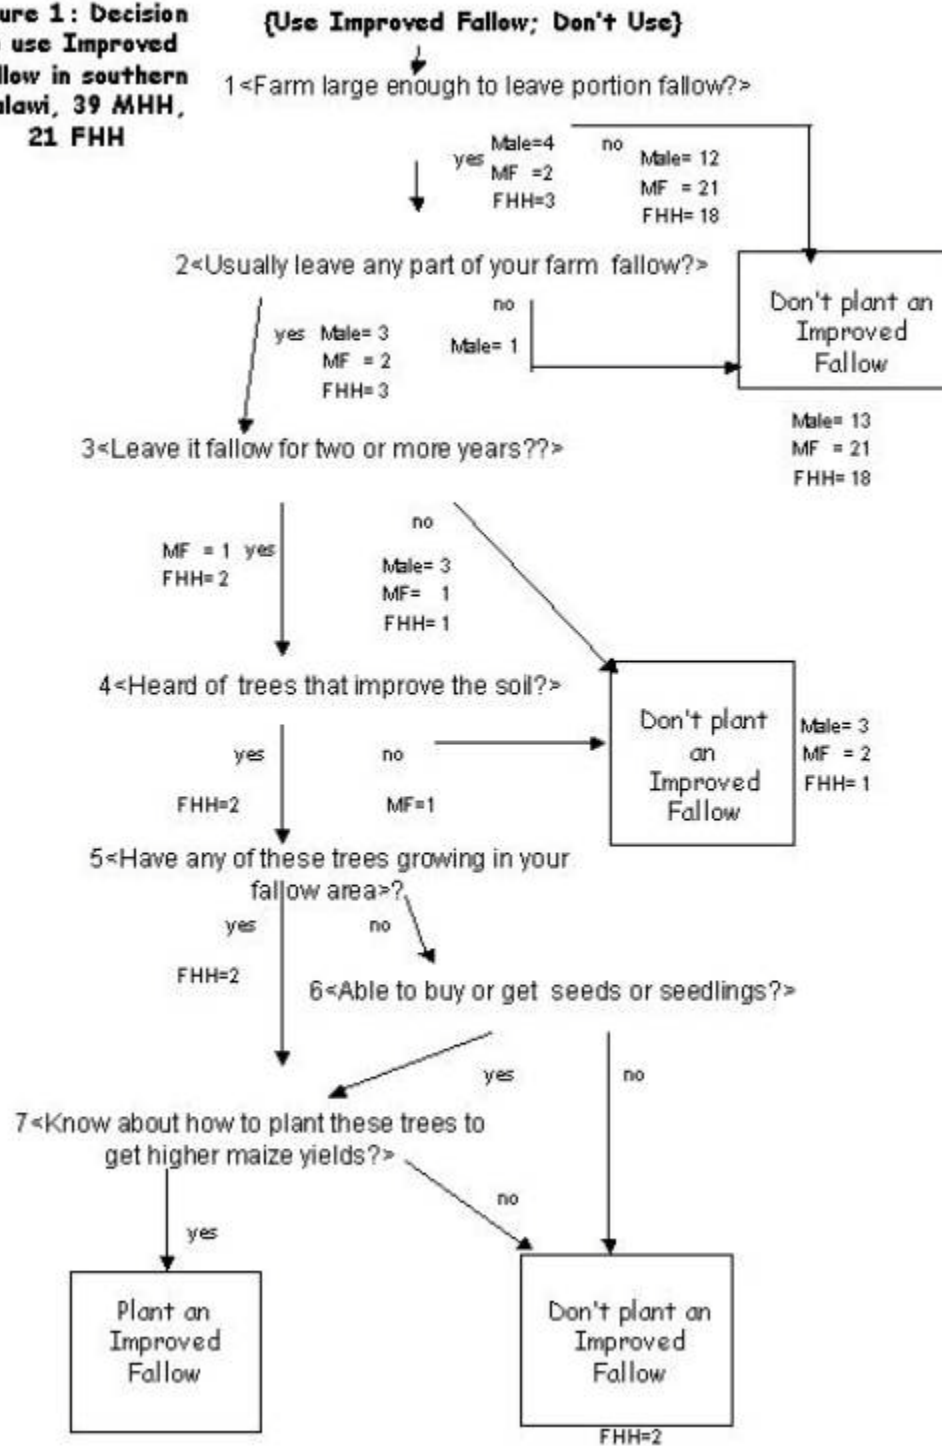 ure 1: Decision
use Improved
llow in southern
lawi, 39 MHH,
21 FHH
{Use Improved Fallow; Don't Use}
1<Farm large enough to leave portion fallow?>
yes
Male=4
MF =2
FHH=3
no
Male= 12
MF = 21
FHH= 18
2<Usually leave any part of your farm fallow?>
yes Male= 3
MF = 2
FHH= 3
no
Male= 1
Don't plant an
Improved
Fallow
Male= 13
MF = 21
FHH= 18
3<Leave it fallow for two or more years??>
MF = 1 yes
FHH= 2
no
Male= 3
MF= 1
FHH= 1
4<Heard of trees that improve the soil?>
yes
FHH=2
no
MF=1
Don't plant
an
Improved
Fallow
Male= 3
MF = 2
FHH= 1
5<Have any of these trees growing in your
fallow area>?
yes
FHH=2
no
6<Able to buy or get seeds or seedlings?>
yes
no
7<Know about how to plant these trees to
get higher maize yields?>
yes
no
Plant an
Improved
Fallow
Don't plant an
Improved
Fallow
FHH=2